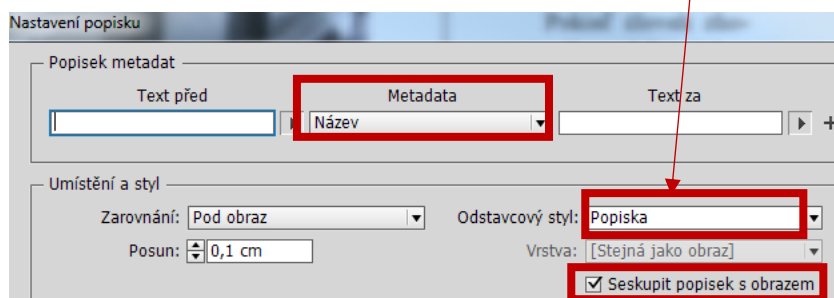 Nastavení popisku
Popisek metadat
Text před Metadata Text za
Název
Umístění a styl
Zarovnání: Pod obraz Odstavcový styl: Popiska
Posun: 0,1 cm Vrstva: [Stejná jako obraz]
Seskupit popisek s obrazem